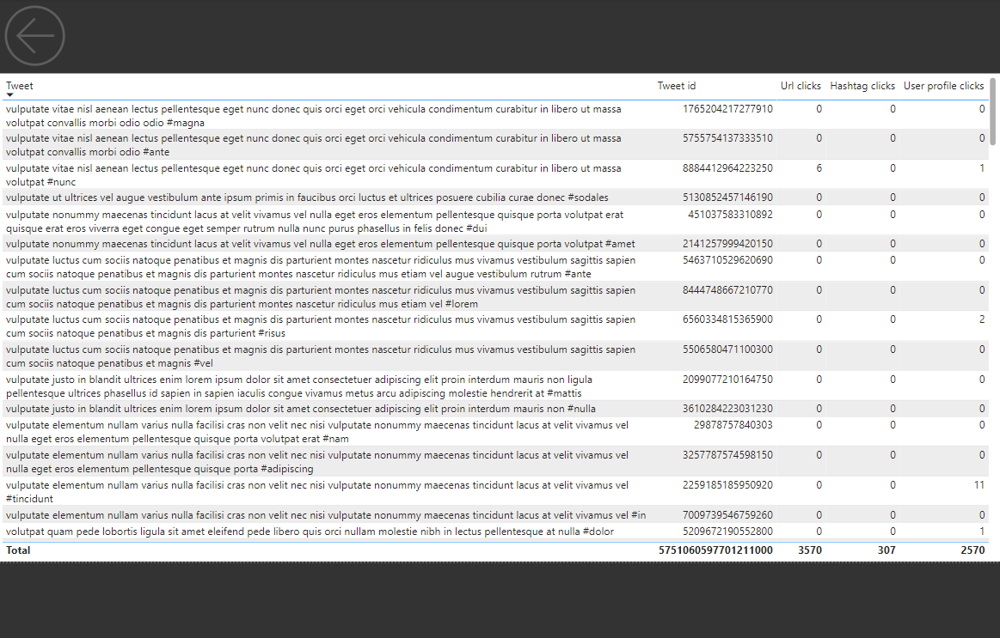 Tweet Tweet id Url clicks Hashtag clicks User profile clicks
vulputate vitae nisl aenean lectus pellentesque eget nunc donec quis orci eget orci vehicula condimentum curabitur in libero ut massa 1765204217277910 0 0 0
volutpat convallis morbi odio odio #magna
vulputate vitae nisl aenean lectus pellentesque eget nunc donec quis orci eget orci vehicula condimentum curabitur in libero ut massa 5755754137333510 0 0 0
volutpat convallis morbi odio #ante
vulputate vitae nisl aenean lectus pellentesque eget nunc donec quis orci eget orci vehicula condimentum curabitur in libero ut massa 8884412964223250 6 0 1
volutpat #nunc
vulputate ut ultrices vel augue vestibulum ante ipsum primis in faucibus orci luctus et ultrices posuere cubilia curae donec #sodales 5130852457146190 0 0 0
vulputate nonummy maecenas tincidunt lacus at velit vivamus vel nulla eget eros elementum pellentesque quisque porta volutpat erat 451037583310892 0 0 0
quisque erat eros viverra eget congue eget semper rutrum nulla nunc purus phasellus in felis donec #dui
vulputate nonummy maecenas tincidunt lacus at velit vivamus vel nulla eget eros elementum pellentesque quisque porta volutpat #amet 2141257999420150 0 0 0
vulputate luctus cum sociis natoque penatibus et magnis dis parturient montes nascetur ridiculus mus vivamus vestibulum sagittis sapien 5463710529620690 0 0 0
cum sociis natoque penatibus et magnis dis parturient montes nascetur ridiculus mus etiam vel augue vestibulum rutrum #ante
vulputate luctus cum sociis natoque penatibus et magnis dis parturient montes nascetur ridiculus mus vivamus vestibulum sagittis sapien 8444748667210770 0 0 0
cum sociis natoque penatibus et magnis dis parturient montes nascetur ridiculus mus etiam vel #lorem
vulputate luctus cum sociis natoque penatibus et magnis dis parturient montes nascetur ridiculus mus vivamus vestibulum sagittis sapien 6560334815365900 0 0 2
cum sociis natoque penatibus et magnis dis parturient #risus
vulputate luctus cum sociis natoque penatibus et magnis dis parturient montes nascetur ridiculus mus vivamus vestibulum sagittis sapien 5506580471100300 0 0 0
cum sociis natoque penatibus et magnis #vel
vulputate justo in blandit ultrices enim lorem ipsum dolor sit amet consectetuer adipiscing elit proin interdum mauris non ligula 2099077210164750 0 0 0
pellentesque ultrices phasellus id sapien in sapien iaculis congue vivamus metus arcu adipiscing molestie hendrerit at #mattis
vulputate justo in blandit ultrices enim lorem ipsum dolor sit amet consectetuer adipiscing elit proin interdum mauris non #nulla 3610284223031230 0 0 0
vulputate elementum nullam varius nulla facilisi cras non velit nec nisi vulputate nonummy maecenas tincidunt lacus at velit vivamus vel 29878757840303 0 0 0
nulla eget eros elementum pellentesque quisque porta volutpat erat #nam
vulputate elementum nullam varius nulla facilisi cras non velit nec nisi vulputate nonummy maecenas tincidunt lacus at velit vivamus vel 3257787574598150 0 0 0
nulla eget eros elementum pellentesque quisque porta #adipiscing
vulputate elementum nullam varius nulla facilisi cras non velit nec nisi vulputate nonummy maecenas tincidunt lacus at velit vivamus vel 2259185185950920 0 0 11
#tincidunt
vulputate elementum nullam varius nulla facilisi cras non velit nec nisi vulputate nonummy maecenas tincidunt lacus at velit vivamus vel #in 7009739546759260 0 0 0
volutpat quam pede lobortis ligula sit amet eleifend pede libero quis orci nullam molestie nibh in lectus pellentesque at nulla #dolor 5209672190552800 0 0 1
Total 5751060597701211000 3570 307 2570